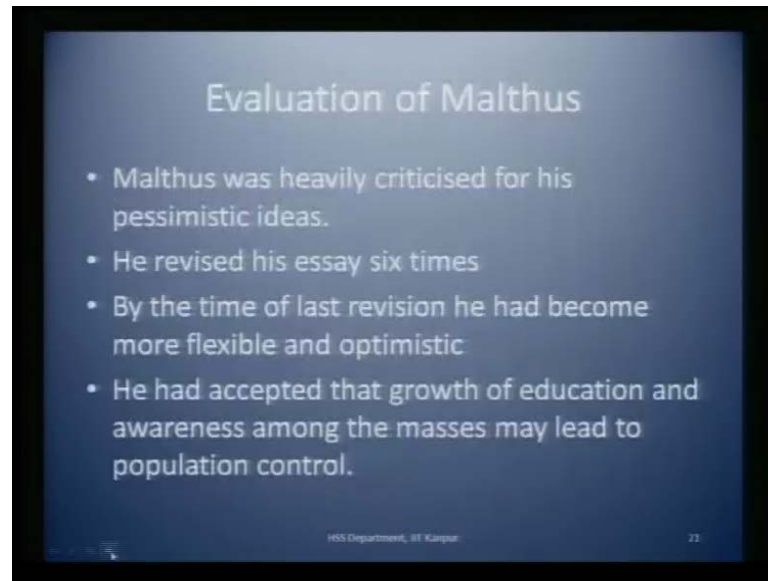 Evaluation of Malthus
• Malthus was heavily criticised for his
pessimistic ideas.
• He revised his essay six times
• By the time of last revision he had become
more flexible and optimistic
• He had accepted that growth of education and
awareness among the masses may lead to
population control.
HSS Department, IIT Kanpur
21